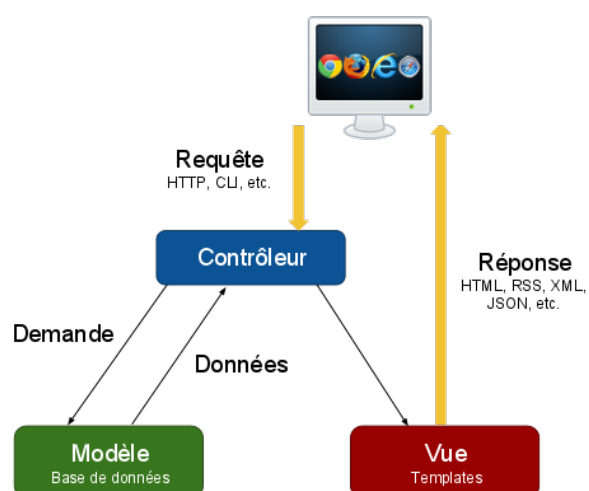 Requête
HTTP, CLI, etc.
Contrôleur
Réponse
HTML, RSS, XML,
JSON, etc.
Demande
Données
Modèle
Base de données
Vue
Templates